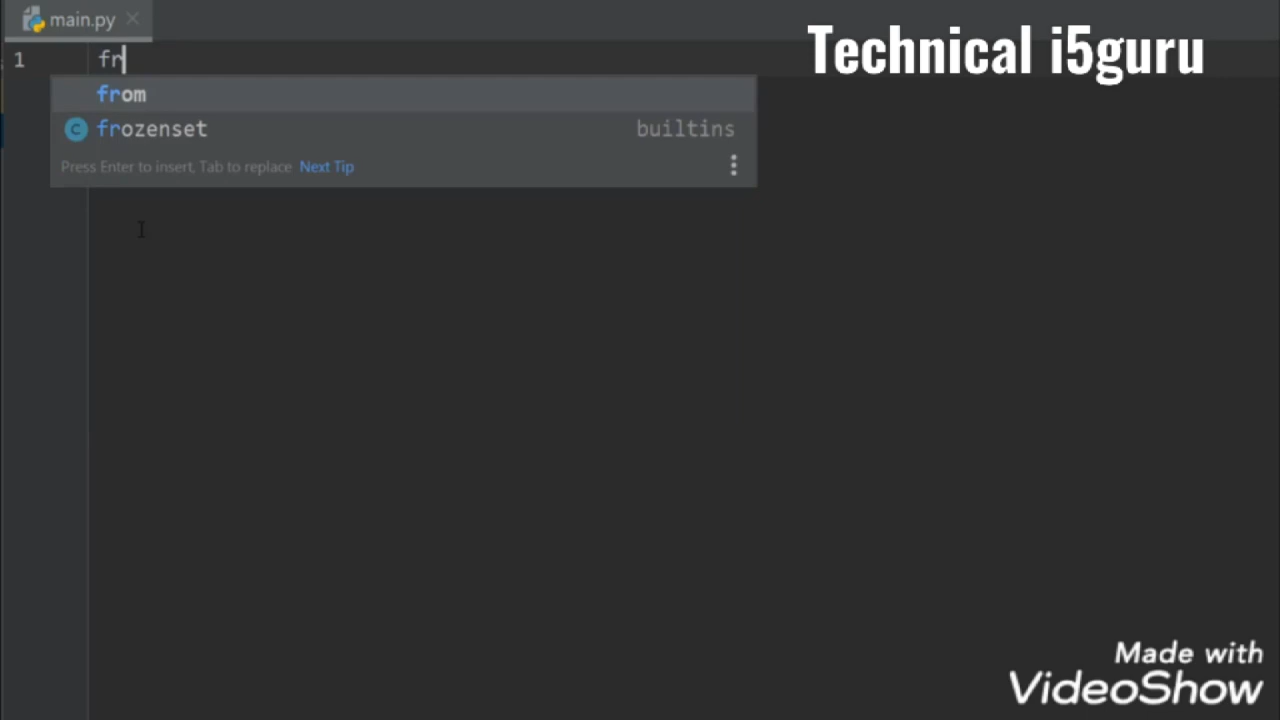 main.py
Technical i5guru
1
fr
from
frozenset builtins
Press Enter to insert, Tab to replace Next Tip
Made with
VideoShow